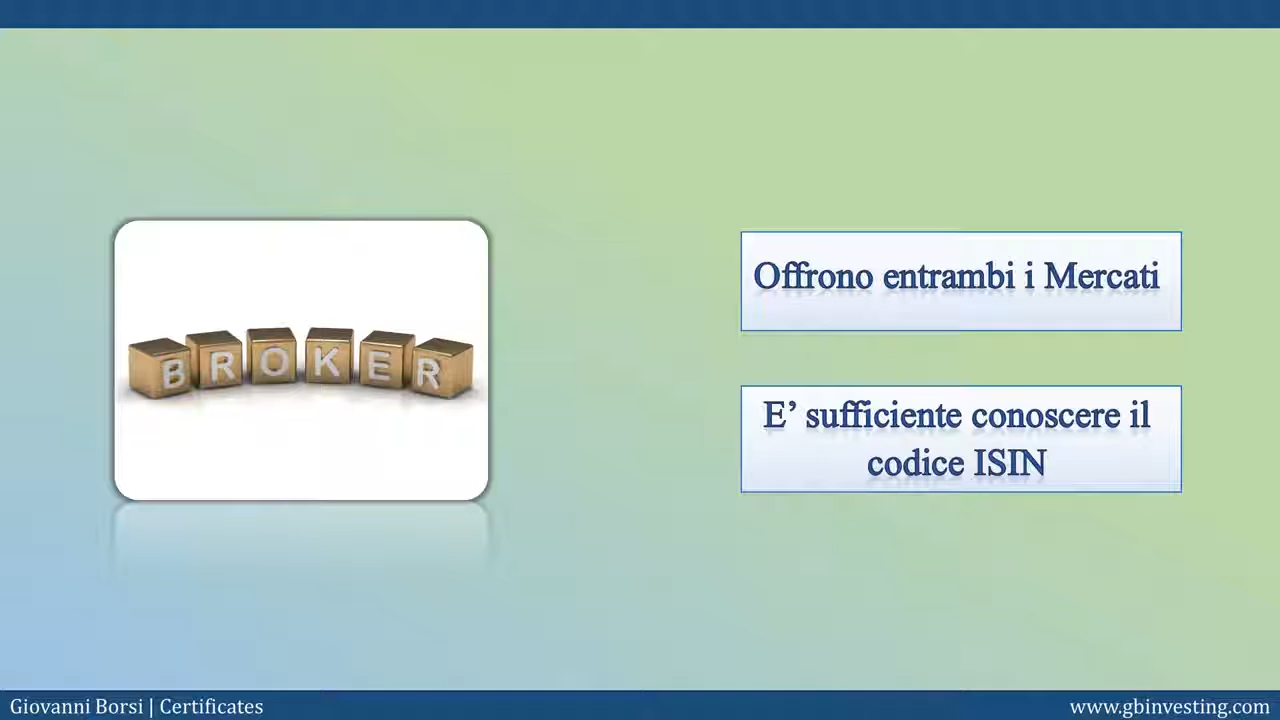 BROKER
Offrono entrambi i Mercati
E’ sufficiente conoscere il
codice ISIN
Giovanni Borsi | Certificates
www.gbinvesting.com